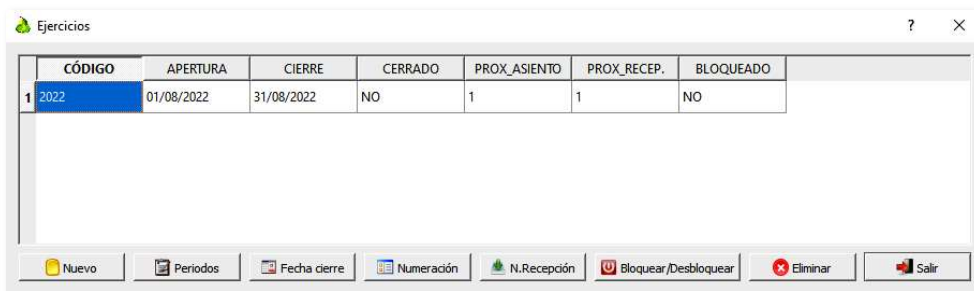 Ejercicios ?
CÓDIGO APERTURA CIERRE CERRADO PROX_ASIENTO PROX_RECEP. BLOQUEADO
1 2022 01/08/2022 31/08/2022 NO 1 1 NO
Nuevo Periodos Fecha cierre Numeración N.Recepción Bloquear/Desbloquear Eliminar Salir